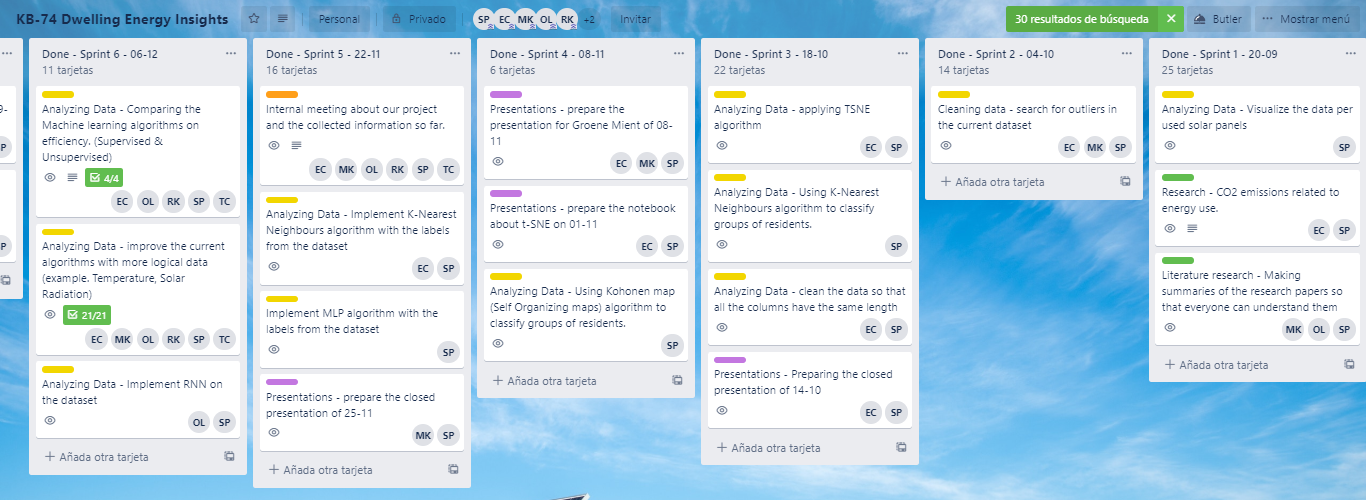 KB-74 Dwelling Energy Insights
Personal
Privado
SP EC MK OL RK +2
Invitar
30 resultados de búsqueda
Butler
Mostrar menú
Done - Sprint 6 - 06-12
11 tarjetas
Analyzing Data - Comparing the
Machine learning algorithms on
efficiency. (Supervised &
Unsupervised)
4/4
EC OL RK SP TC
Analyzing Data - improve the current
algorithms with more logical data
(example. Temperature, Solar
Radiation)
21/21
EC MK OL RK SP TC
Analyzing Data - Implement RNN on
the dataset
OL SP
+ Añada otra tarjeta
Done - Sprint 5 - 22-11
16 tarjetas
Internal meeting about our project
and the collected information so far.
EC MK OL RK SP TC
Analyzing Data - Implement K-Nearest
Neighbours algorithm with the labels
from the dataset
EC SP
Implement MLP algorithm with the
labels from the dataset
SP
Presentations - prepare the closed
presentation of 25-11
MK SP
+ Añada otra tarjeta
Done - Sprint 4 - 08-11
6 tarjetas
Presentations - prepare the
presentation for Groene Mient of 08-
11
EC MK SP
Presentations - prepare the notebook
about t-SNE on 01-11
EC SP
Analyzing Data - Using Kohonen map
(Self Organizing maps) algorithm to
classify groups of residents.
SP
+ Añada otra tarjeta
Done - Sprint 3 - 18-10
22 tarjetas
Analyzing Data - applying TSNE
algorithm
EC SP
Analyzing Data - Using K-Nearest
Neighbours algorithm to classify
groups of residents.
SP
Analyzing Data - clean the data so that
all the columns have the same length
EC SP
Presentations - Preparing the closed
presentation of 14-10
EC SP
+ Añada otra tarjeta
Done - Sprint 2 - 04-10
14 tarjetas
Cleaning data - search for outliers in
the current dataset
EC MK SP
+ Añada otra tarjeta
Done - Sprint 1 - 20-09
25 tarjetas
Analyzing Data - Visualize the data per
used solar panels
SP
Research - CO2 emissions related to
energy use.
EC SP
Literature research - Making
summaries of the research papers so
that everyone can understand them
MK OL SP
+ Añada otra tarjeta